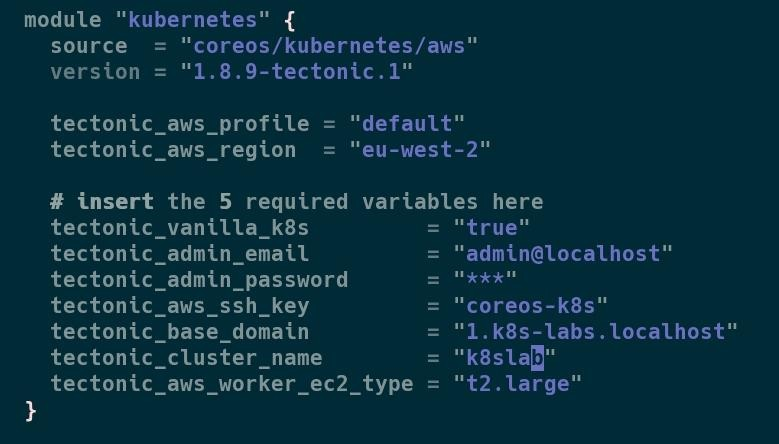 module "kubernetes" {
  source  = "coreos/kubernetes/aws"
  version = "1.8.9-tectonic.1"

  tectonic_aws_profile = "default"
  tectonic_aws_region  = "eu-west-2"

  # insert the 5 required variables here
  tectonic_vanilla_k8s         = "true"
  tectonic_admin_email         = "admin@localhost"
  tectonic_admin_password      = "***"
  tectonic_aws_ssh_key         = "coreos-k8s"
  tectonic_base_domain         = "1.k8s-labs.localhost"
  tectonic_cluster_name        = "k8slab"
  tectonic_aws_worker_ec2_type = "t2.large"
}